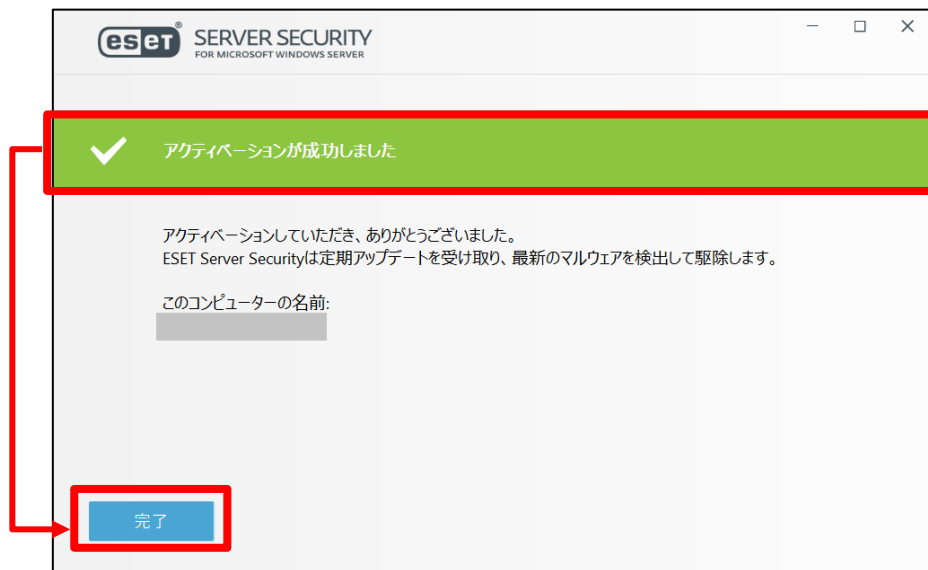 eset® SERVER SECURITY
FOR MICROSOFT WINDOWS SERVER
アクティベーションが成功しました
アクティベーションしていただき、ありがとうございました。
ESET Server Securityは定期アップデートを受け取り、最新のマルウェアを検出して駆除します。
このコンピューターの名前:
完了